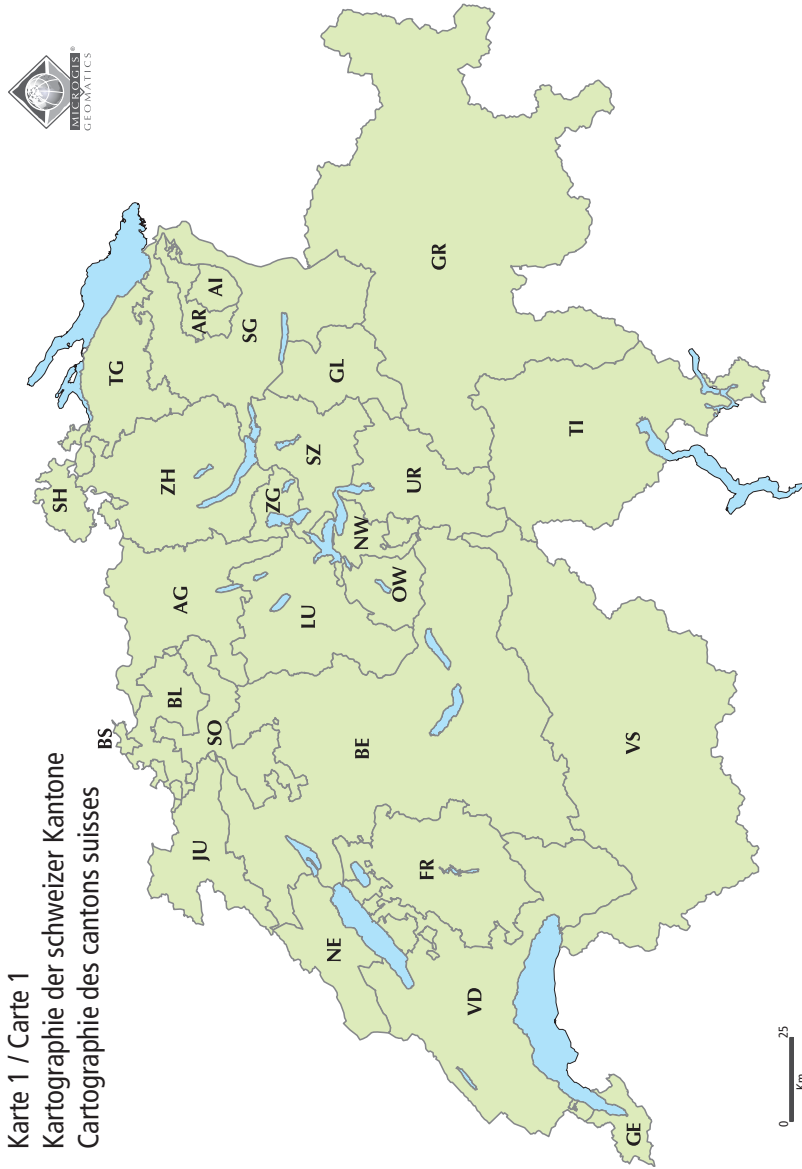 Karte 1 / Carte 1
Kartographie der schweizer Kantone
Cartographie des cantons suisses
MICROGIS®
GEOMATICS
SH
BS
TG
ZH
AG
BL
JU
SO
AR
AI
SG
ZG
SZ
GL
LU
NW
OW
UR
NE
BE
FR
GR
VD
TI
VS
GE
0 25
Km